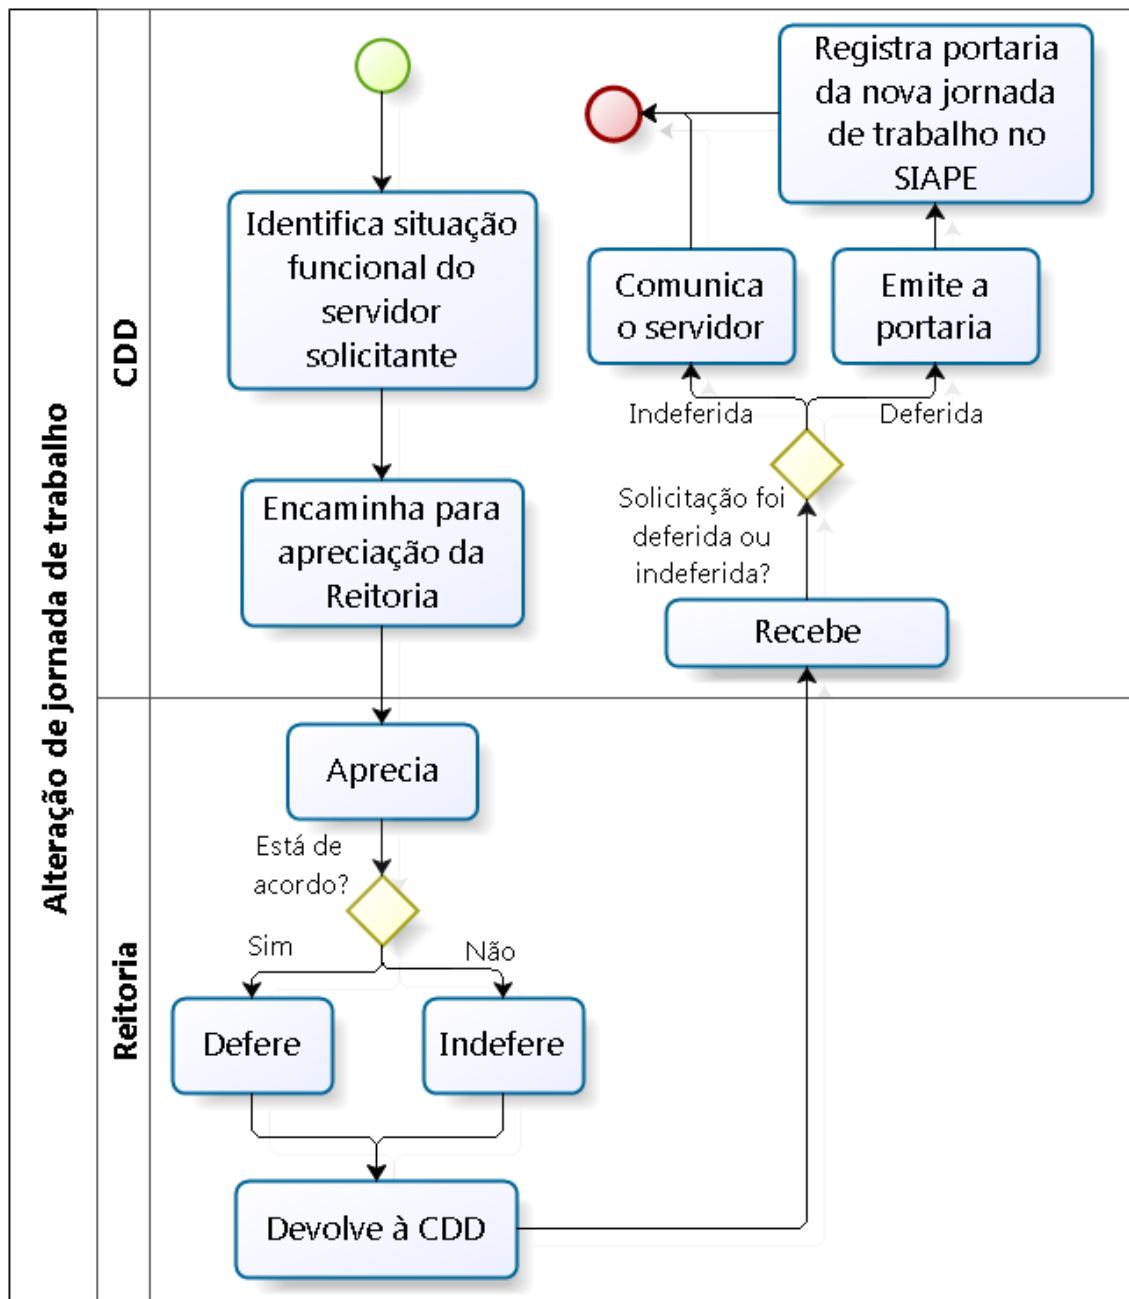 Alteração de jornada de trabalho
CDD
Identifica situação
funcional do
servidor
solicitante
Encaminha para
apreciação da
Reitoria
Registra portaria
da nova jornada
de trabalho no
SIAPE
Comunica
o servidor
Emite a
portaria
Indeferida
Deferida
Solicitação foi
deferida ou
indeferida?
Recebe
Reitoria
Aprecia
Está de
acordo?
Sim
Não
Defere
Indefere
Devolve à CDD